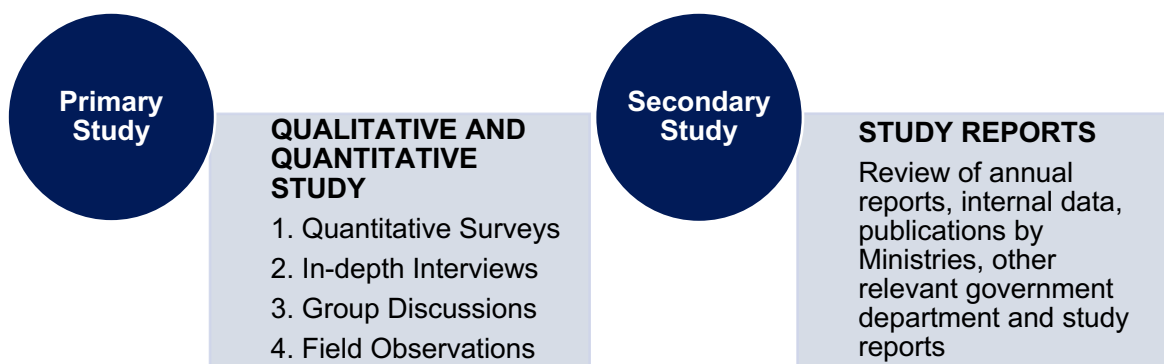 Primary
Study
QUALITATIVE AND
QUANTITATIVE
STUDY
1. Quantitative Surveys
2. In-depth Interviews
3. Group Discussions
4. Field Observations
Secondary
Study
STUDY REPORTS
Review of annual
reports, internal data,
publications by
Ministries, other
relevant government
department and study
reports